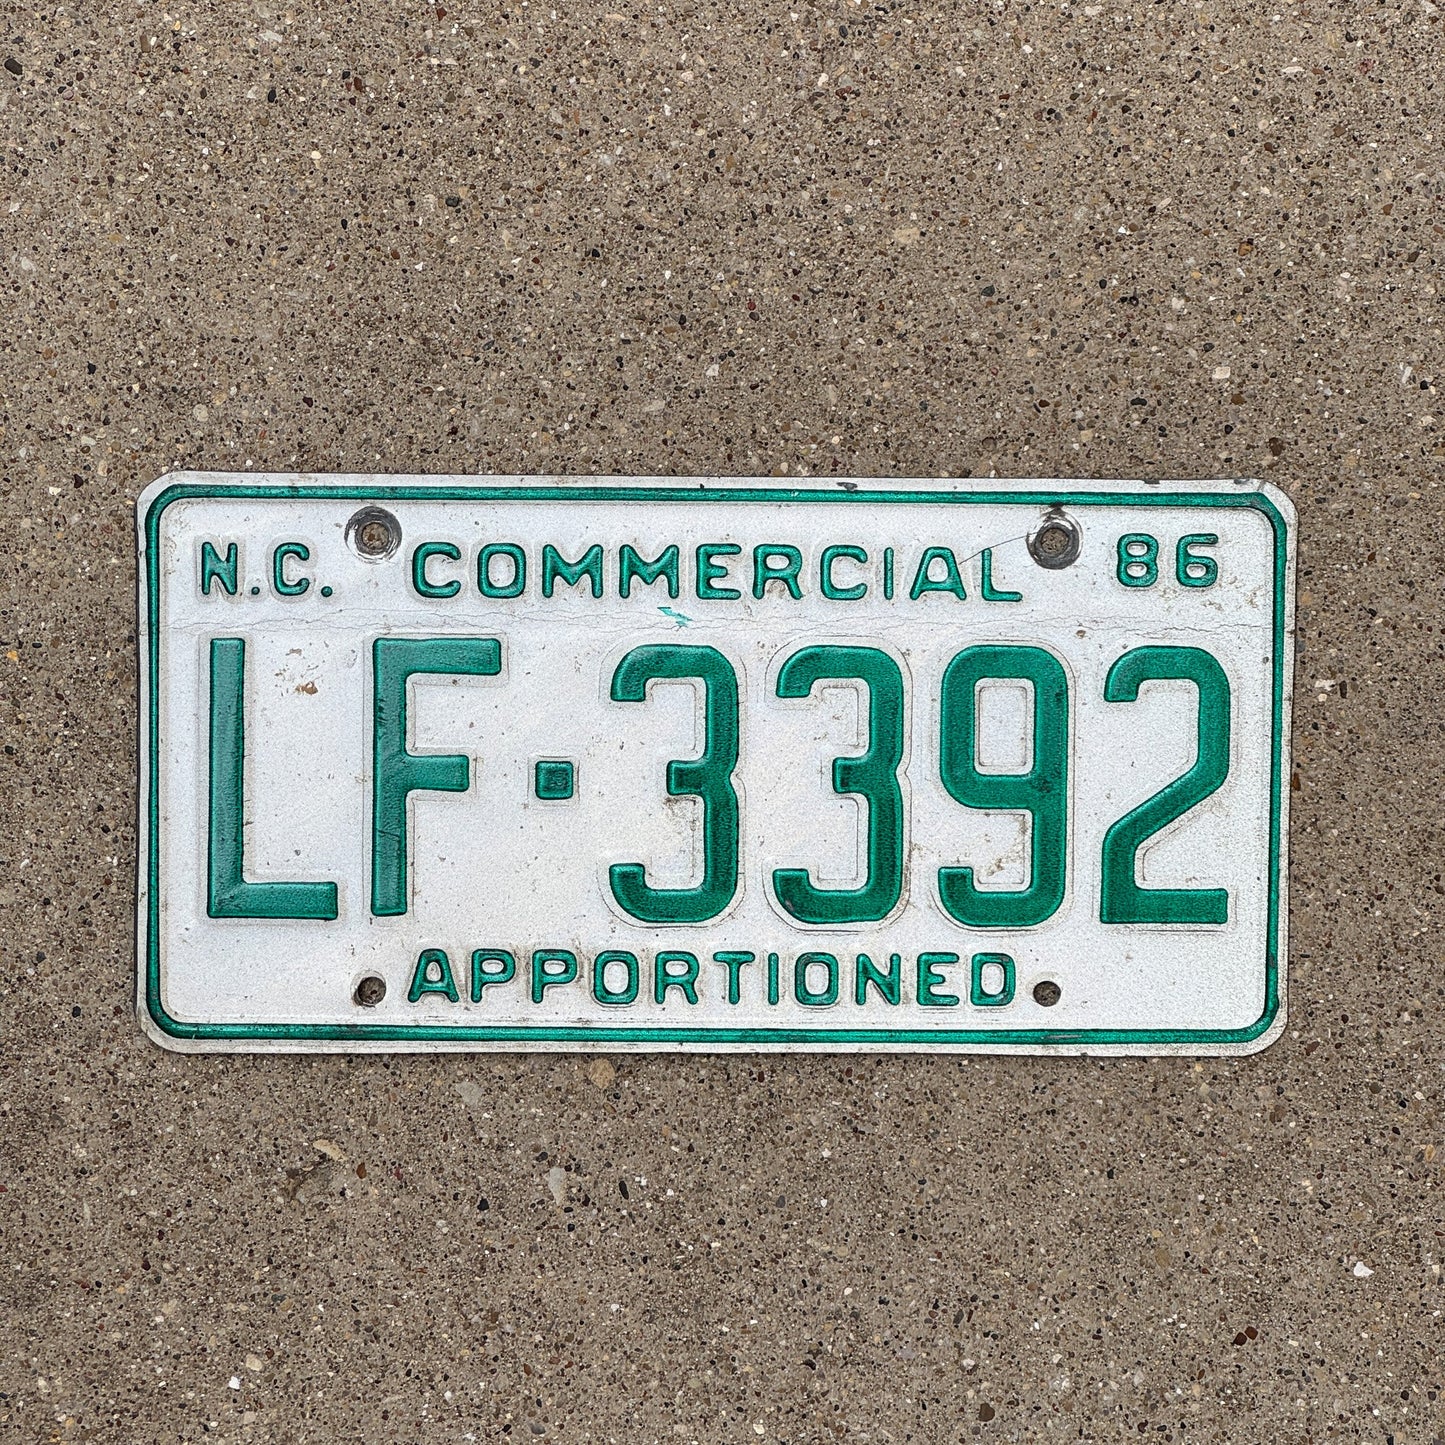 N.C. COMMERCIAL 86
LF·3392
APPORTIONED